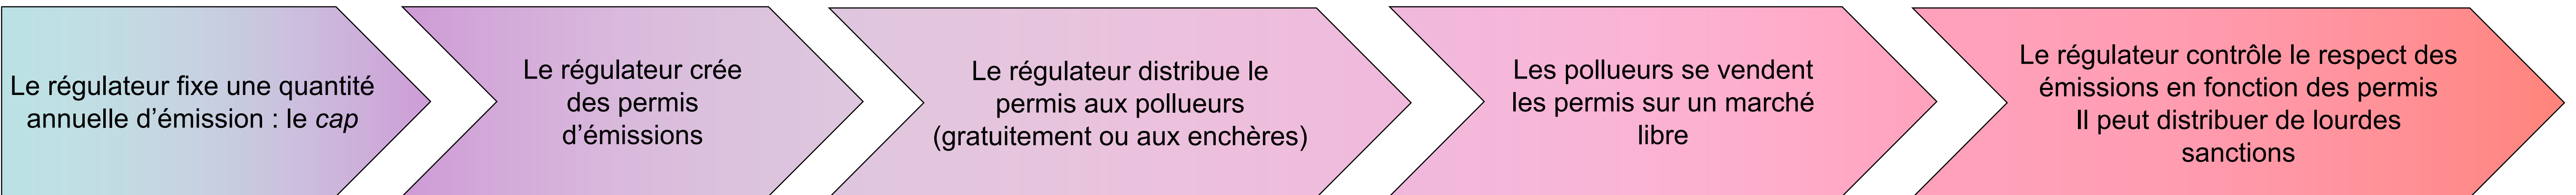 Le régulateur fixe une quantité
annuelle d’émission : le cap
Le régulateur crée
des permis
d’émissions
Le régulateur distribue le
permis aux pollueurs
(gratuitement ou aux enchères)
Les pollueurs se vendent
les permis sur un marché
libre
Le régulateur contrôle le respect des
émissions en fonction des permis
Il peut distribuer de lourdes
sanctions